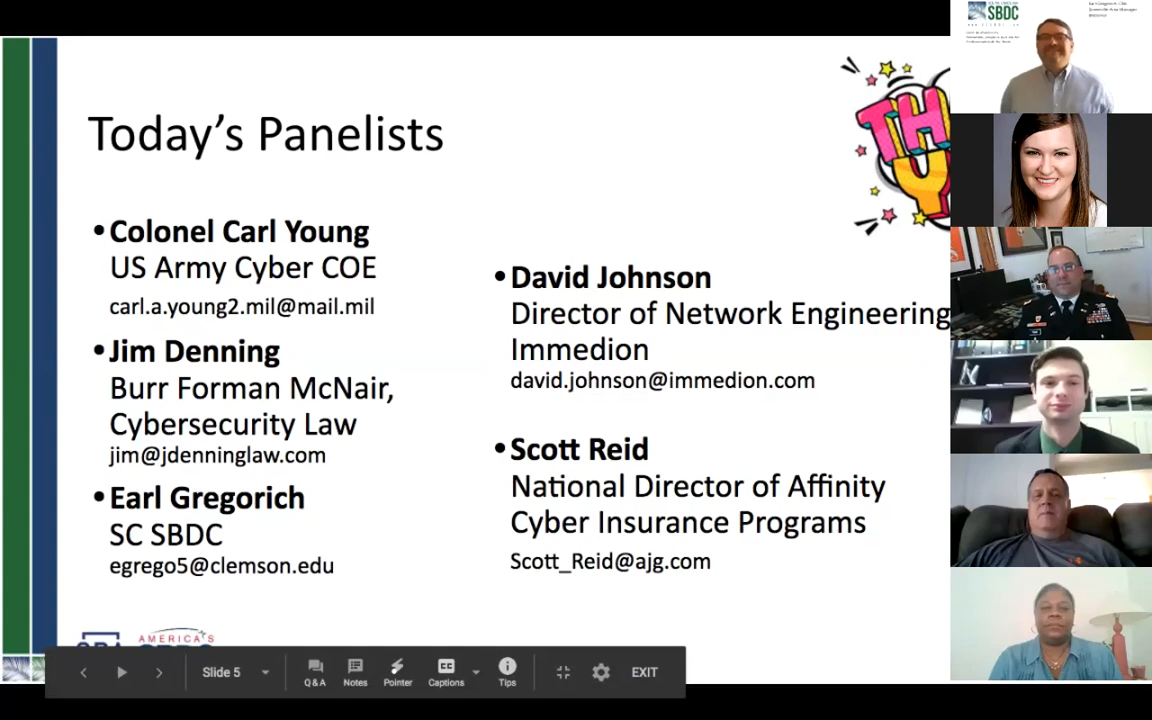 Today's Panelists
•Colonel Carl Young
US Army Cyber COE
carl.a.young2.mil@mail.mil
•Jim Denning
Burr Forman McNair,
Cybersecurity Law
jim@jdenninglaw.com
•Earl Gregorich
SC SBDC
egrego5@clemson.edu
•David Johnson
Director of Network Engineering
Immedion
david.johnson@immedion.com
•Scott Reid
National Director of Affinity
Cyber Insurance Programs
Scott_Reid@ajg.com
TH
Y
SBDC
AMERICA'S
Slide 5
Q&A
Notes
Pointer
CC
Captions
Tips
EXIT